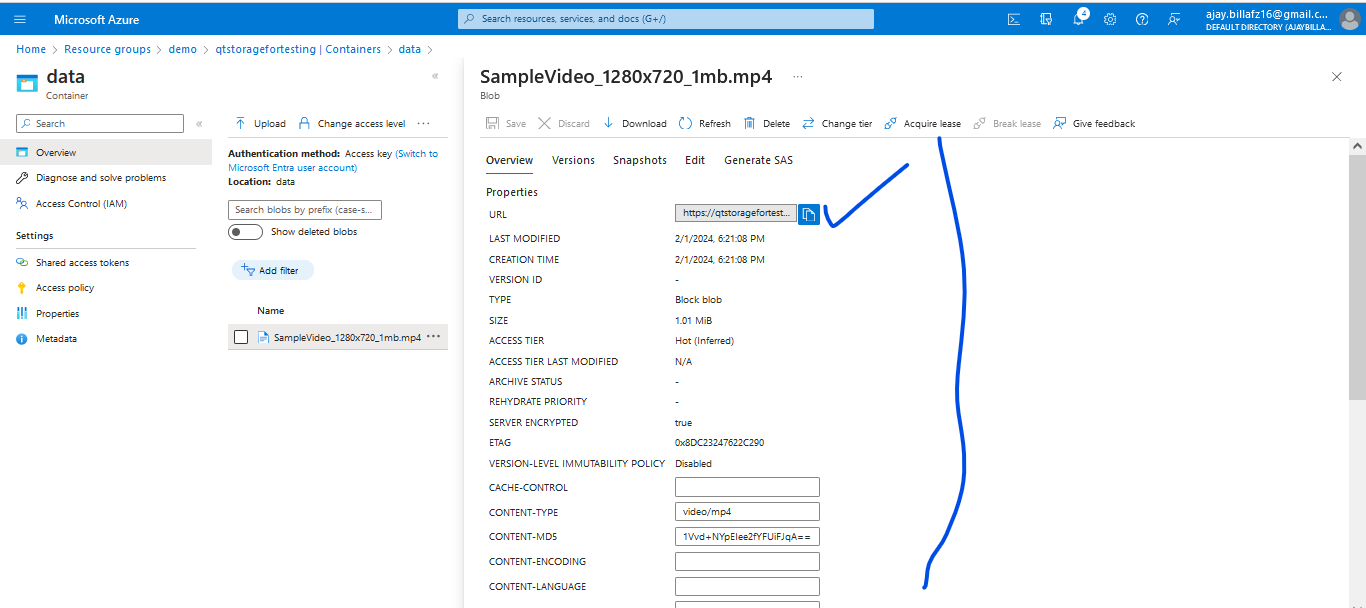 Microsoft Azure
Search resources, services, and docs (G+/)
4
ajay.billafz16@gmail.c...
DEFAULT DIRECTORY (AJAYBILLA...
Home > Resource groups > demo > qtstoragefortesting | Containers > data >
data
Container
Search
Overview
Diagnose and solve problems
Access Control (IAM)
Settings
Shared access tokens
Access policy
Properties
Metadata
Upload Change access level ...
Authentication method: Access key (Switch to
Microsoft Entra user account)
Location: data
Search blobs by prefix (case-s...
Show deleted blobs
Add filter
Name
SampleVideo_1280x720_1mb.mp4 ...
SampleVideo_1280x720_1mb.mp4 ...
Blob
Save Discard Download Refresh Delete Change tier Acquire lease Break lease Give feedback
Overview Versions Snapshots Edit Generate SAS
Properties
URL https://qtstoragefortest...
LAST MODIFIED 2/1/2024, 6:21:08 PM
CREATION TIME 2/1/2024, 6:21:08 PM
VERSION ID -
TYPE Block blob
SIZE 1.01 MiB
ACCESS TIER Hot (Inferred)
ACCESS TIER LAST MODIFIED N/A
ARCHIVE STATUS -
REHYDRATE PRIORITY -
SERVER ENCRYPTED true
ETAG 0x8DC23247622C290
VERSION-LEVEL IMMUTABILITY POLICY Disabled
CACHE-CONTROL
CONTENT-TYPE video/mp4
CONTENT-MD5 1Vvd+NYpEIee2fYFUiFJqA==
CONTENT-ENCODING
CONTENT-LANGUAGE